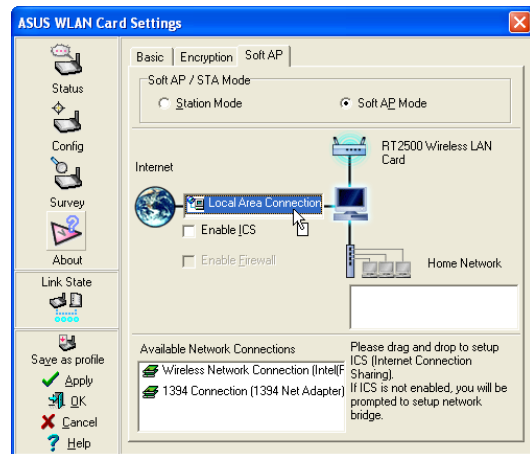 ASUS WLAN Card Settings
Status
Config
Survey
About
Link State
Save as profile
Apply
OK
Cancel
Help
Basic
Encryption
Soft AP
Soft AP / STA Mode
Station Mode
Soft AP Mode
Internet
Local Area Connection
Enable ICS
Enable Firewall
RT2500 Wireless LAN
Card
Home Network
Available Network Connections
Wireless Network Connection (Intel(F
1394 Connection (1394 Net Adapter)
Please drag and drop to setup
ICS (Internet Connection
Sharing).
If ICS is not enabled, you will be
prompted to setup network
bridge.